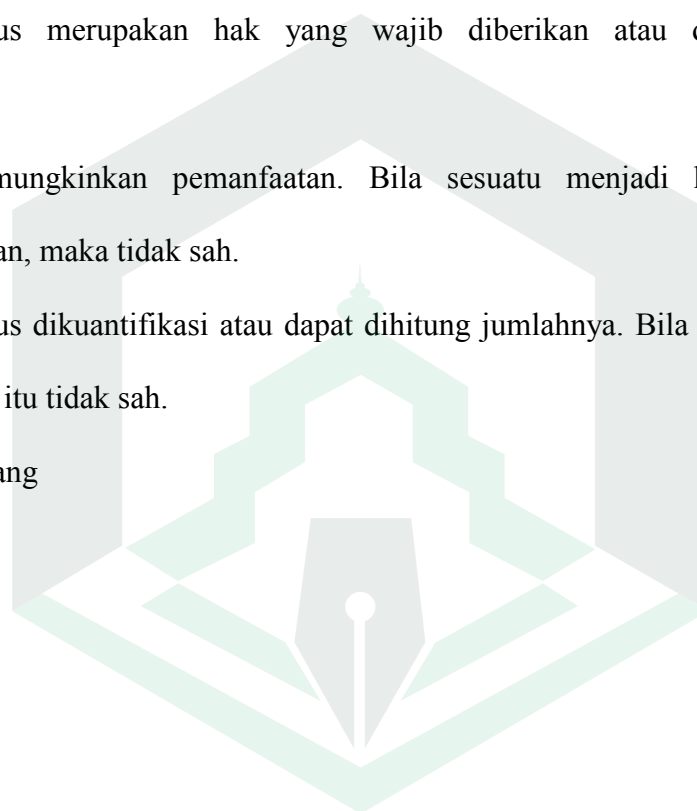 us merupakan hak yang wajib diberikan atau
mungkinkan pemanfaatan. Bila sesuatu menjadi
an, maka tidak sah.
us dikuantifikasi atau dapat dihitung jumlahnya. Bila
itu tidak sah.
ang